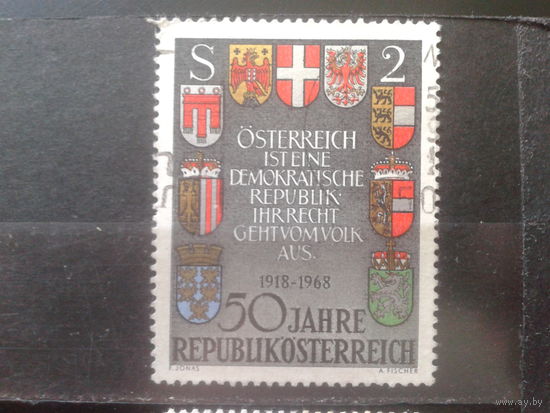 S 2
ÖSTERREICH
IST EINE
DEMOKRATISCHE
REPUBLIK·
IHR RECHT
GEHT VOM VOLK
AUS·
1918-1968
50 JAHRE
REPUBLIK ÖSTERREICH
F. JONAS A. FISCHER
www.ay.by